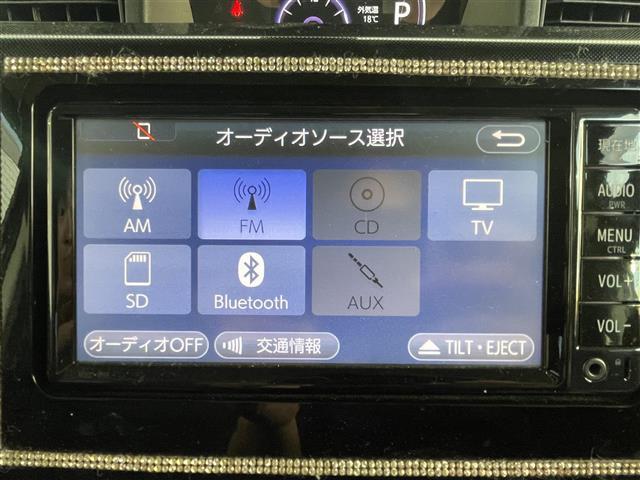 外気温
18℃
P
オーディオソース選択
現在地
AM
FM
CD
TV
AUDIO
PWR
MENU
CTRL
SD
Bluetooth
AUX
VOL+
VOL-
オーディオOFF
交通情報
TILT・EJECT